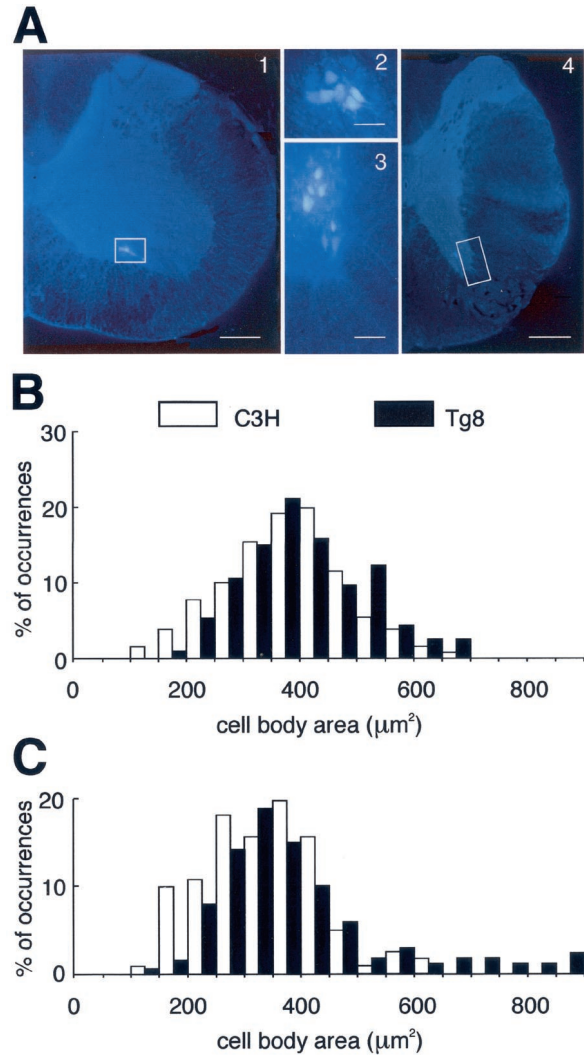 A
1
2
3
4
B
C3H
Tg8
30
20
10
0
% of occurrences
0 200 400 600 800
cell body area (μm²)
C
20
10
0
% of occurrences
0 200 400 600 800
cell body area (μm²)